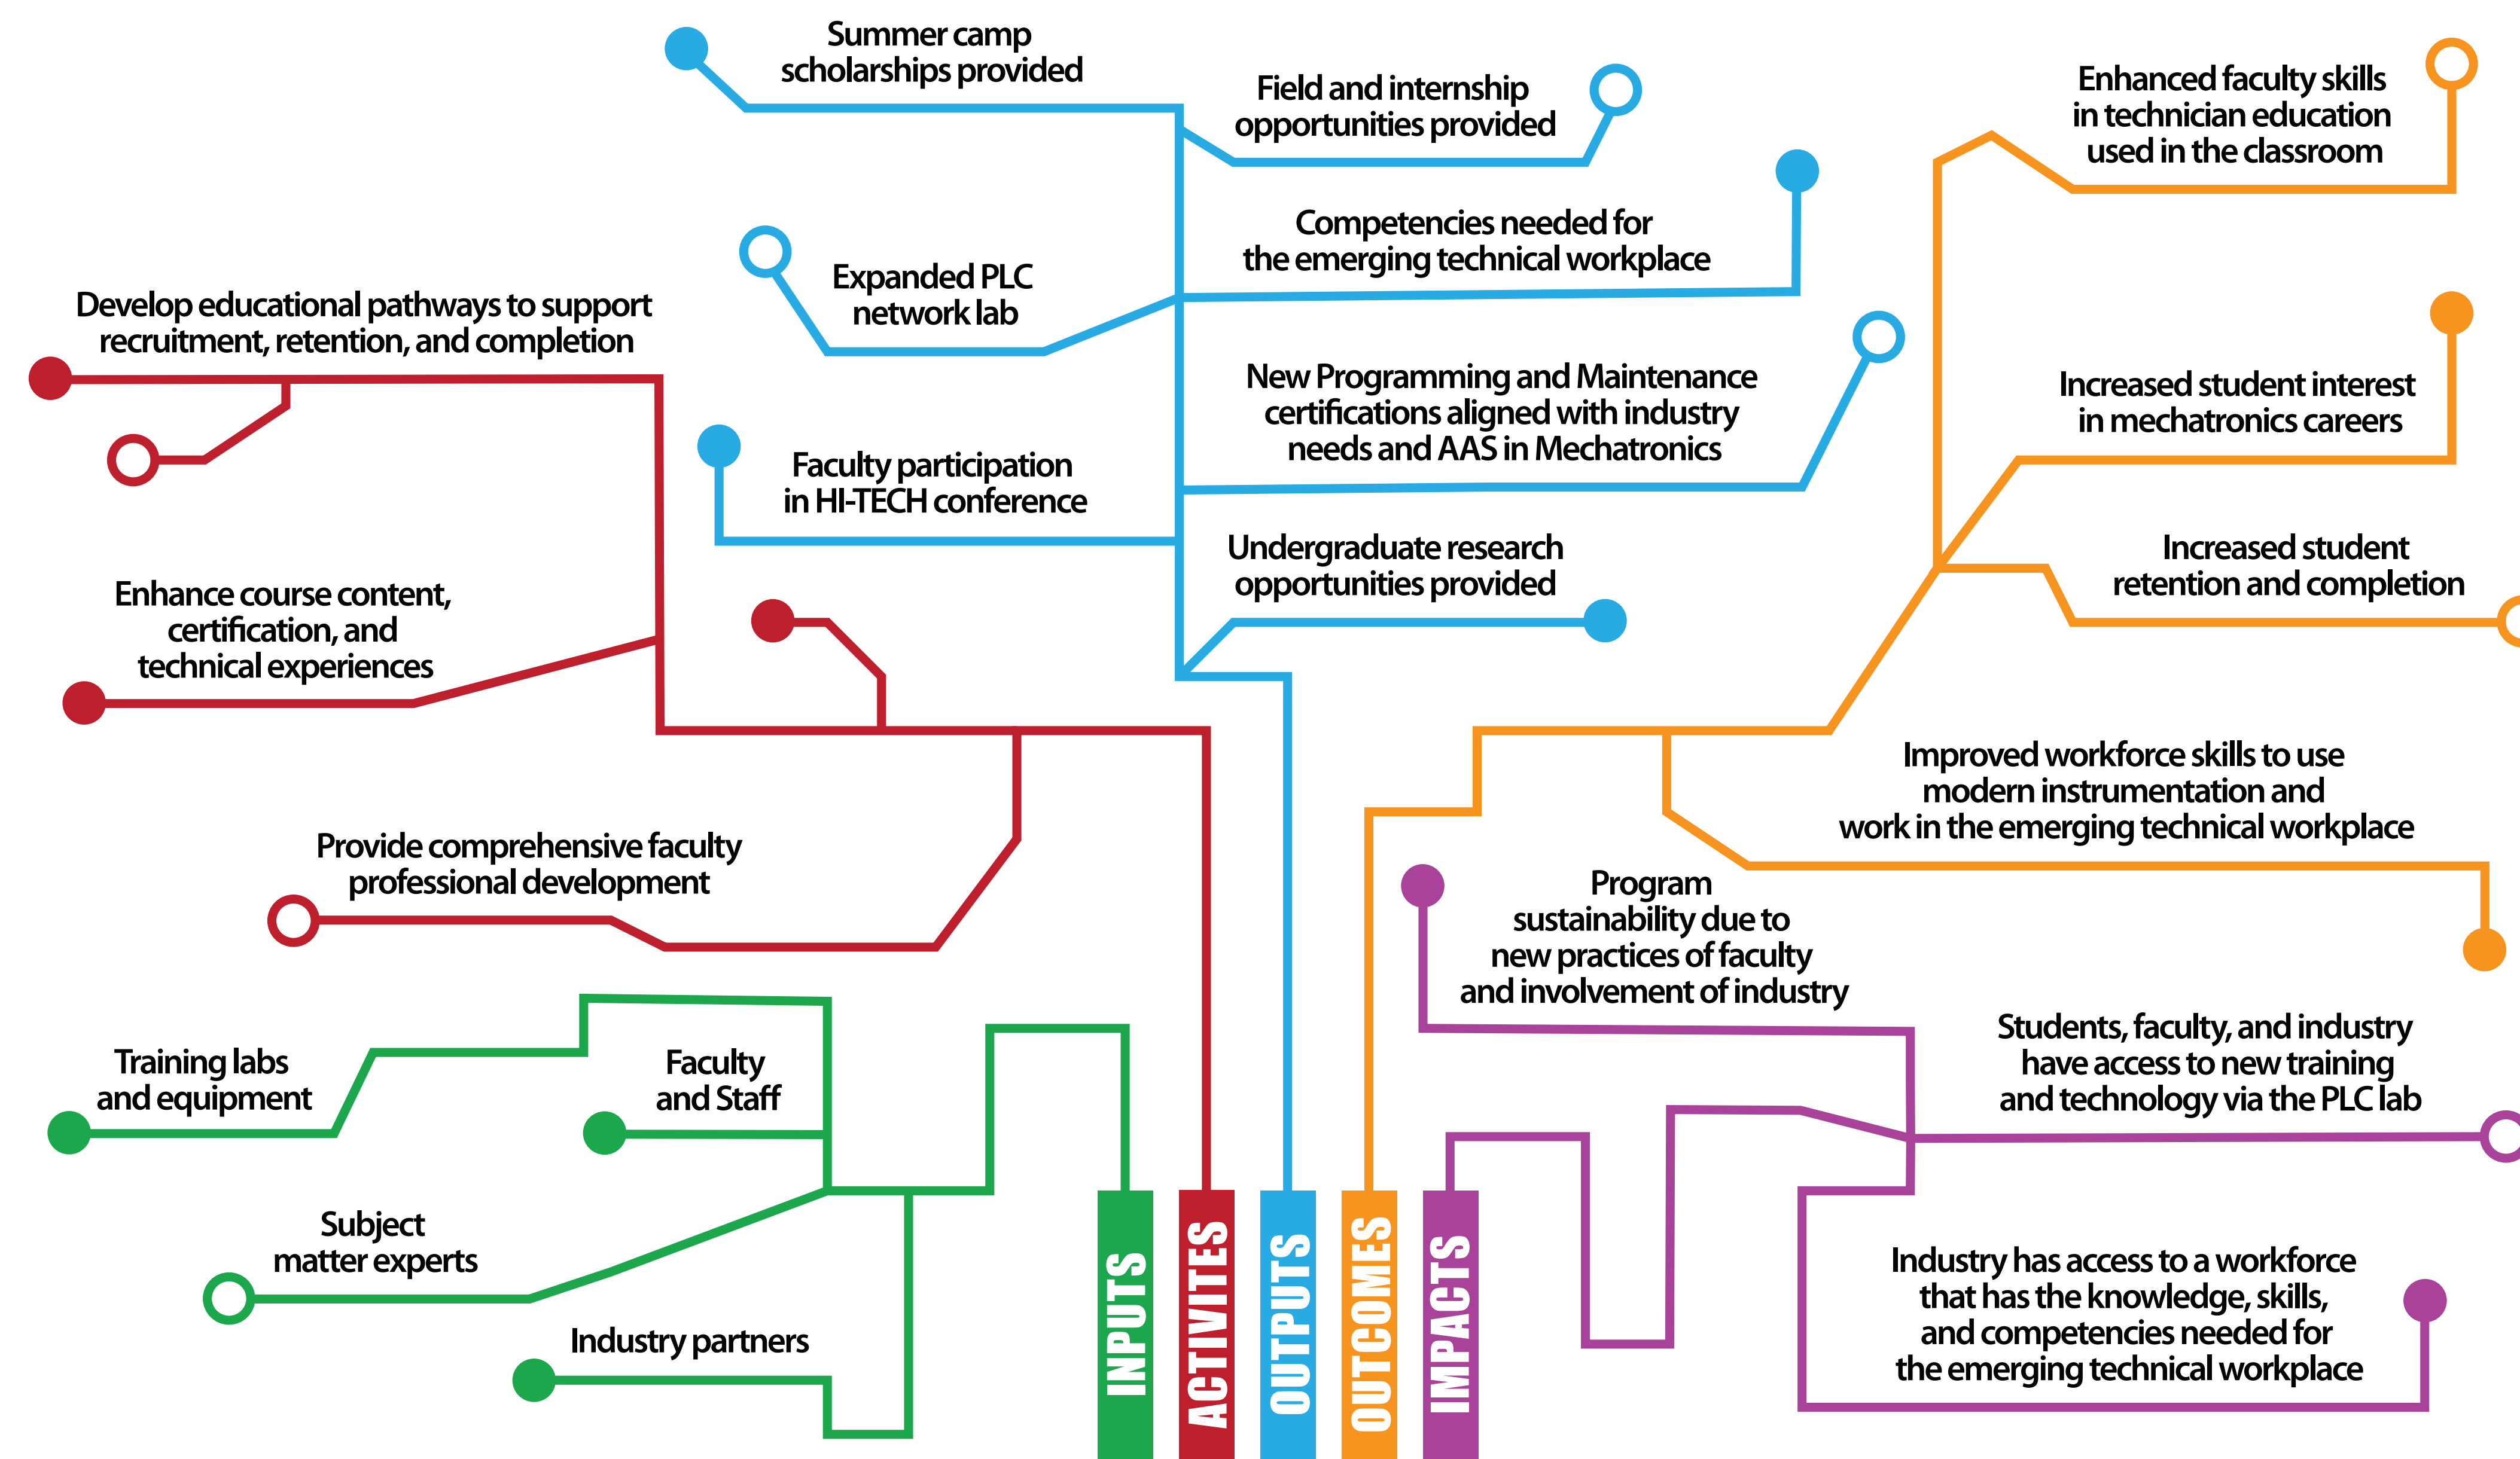 Summer camp
scholarships provided
Field and internship
opportunities provided
Enhanced faculty skills
in technician education
used in the classroom
Competencies needed for
the emerging technical workplace
Expanded PLC
network lab
Develop educational pathways to support
recruitment, retention, and completion
New Programming and Maintenance
certifications aligned with industry
needs and AAS in Mechatronics
Increased student interest
in mechatronics careers
Faculty participation
in HI-TECH conference
Undergraduate research
opportunities provided
Increased student
retention and completion
Enhance course content,
certification, and
technical experiences
Improved workforce skills to use
modern instrumentation and
work in the emerging technical workplace
Provide comprehensive faculty
professional development
Program
sustainability due to
new practices of faculty
and involvement of industry
Students, faculty, and industry
have access to new training
and technology via the PLC lab
Training labs
and equipment
Faculty
and Staff
Subject
matter experts
Industry partners
Industry has access to a workforce
that has the knowledge, skills,
and competencies needed for
the emerging technical workplace
INPUTS
ACTIVITES
OUTPUTS
OUTCOMES
IMPACTS